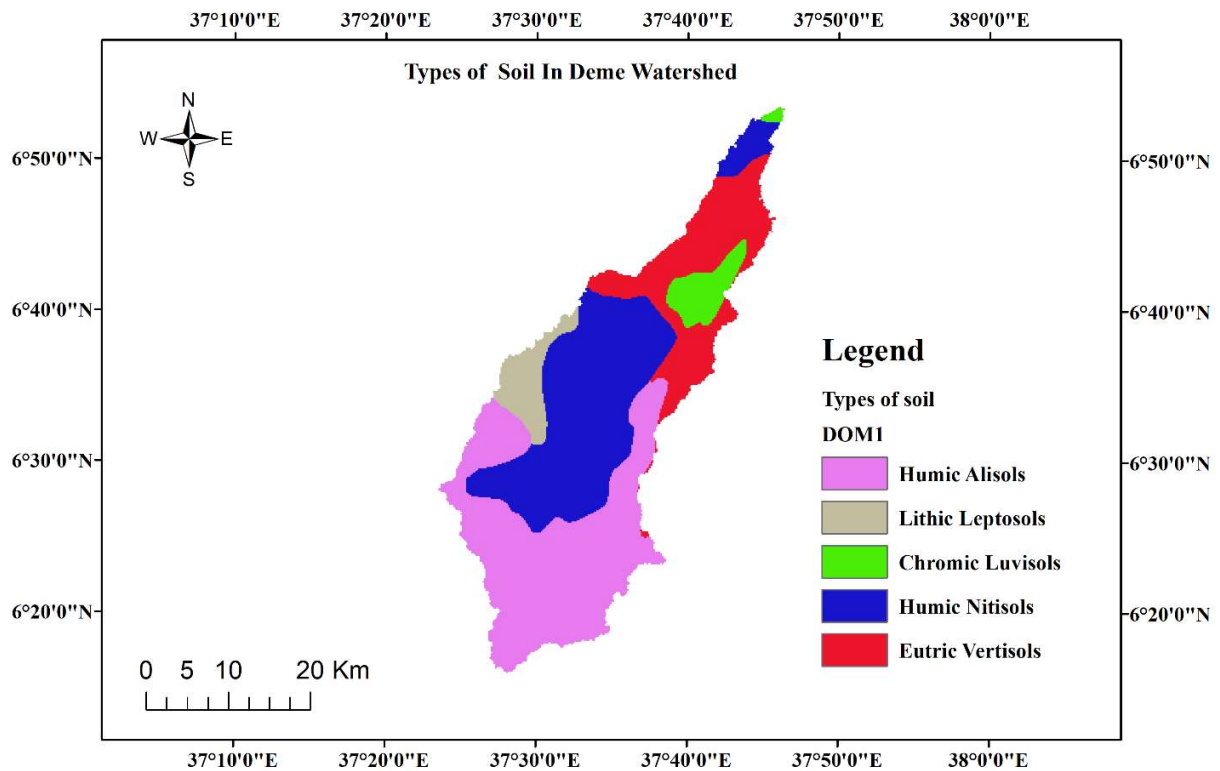 37°10'0"E 37°20'0"E 37°30'0"E 37°40'0"E 37°50'0"E 38°0'0"E
Types of Soil In Deme Watershed
N
W E
S
6°50'0"N 6°50'0"N
6°40'0"N 6°40'0"N
Legend
Types of soil
DOM1
6°30'0"N 6°30'0"N
Humic Alisols
Lithic Leptosols
Chromic Luvisols
6°20'0"N 6°20'0"N
Humic Nitisols
Eutric Vertisols
0 5 10 20 Km
37°10'0"E 37°20'0"E 37°30'0"E 37°40'0"E 37°50'0"E 38°0'0"E